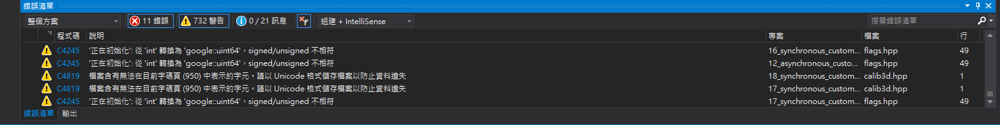 錯誤清單
整個方案 11 錯誤 732 警告 0 / 21 訊息 組建 + IntelliSense 搜尋錯誤清單
程式碼 說明 專案 檔案 行
C4245 '正在初始化': 從 'int' 轉換為 'google::uint64'，signed/unsigned 不相符 16_synchronous_custom... flags.hpp 49
C4245 '正在初始化': 從 'int' 轉換為 'google::uint64'，signed/unsigned 不相符 12_asynchronous_custo... flags.hpp 49
C4819 檔案含有無法在目前字碼頁 (950) 中表示的字元。請以 Unicode 格式儲存檔案以防止資料遺失 18_synchronous_custom... calib3d.hpp 1
C4819 檔案含有無法在目前字碼頁 (950) 中表示的字元。請以 Unicode 格式儲存檔案以防止資料遺失 17_synchronous_custom... calib3d.hpp 1
C4245 '正在初始化': 從 'int' 轉換為 'google::uint64'，signed/unsigned 不相符 17_synchronous_custom... flags.hpp 49
錯誤清單 輸出